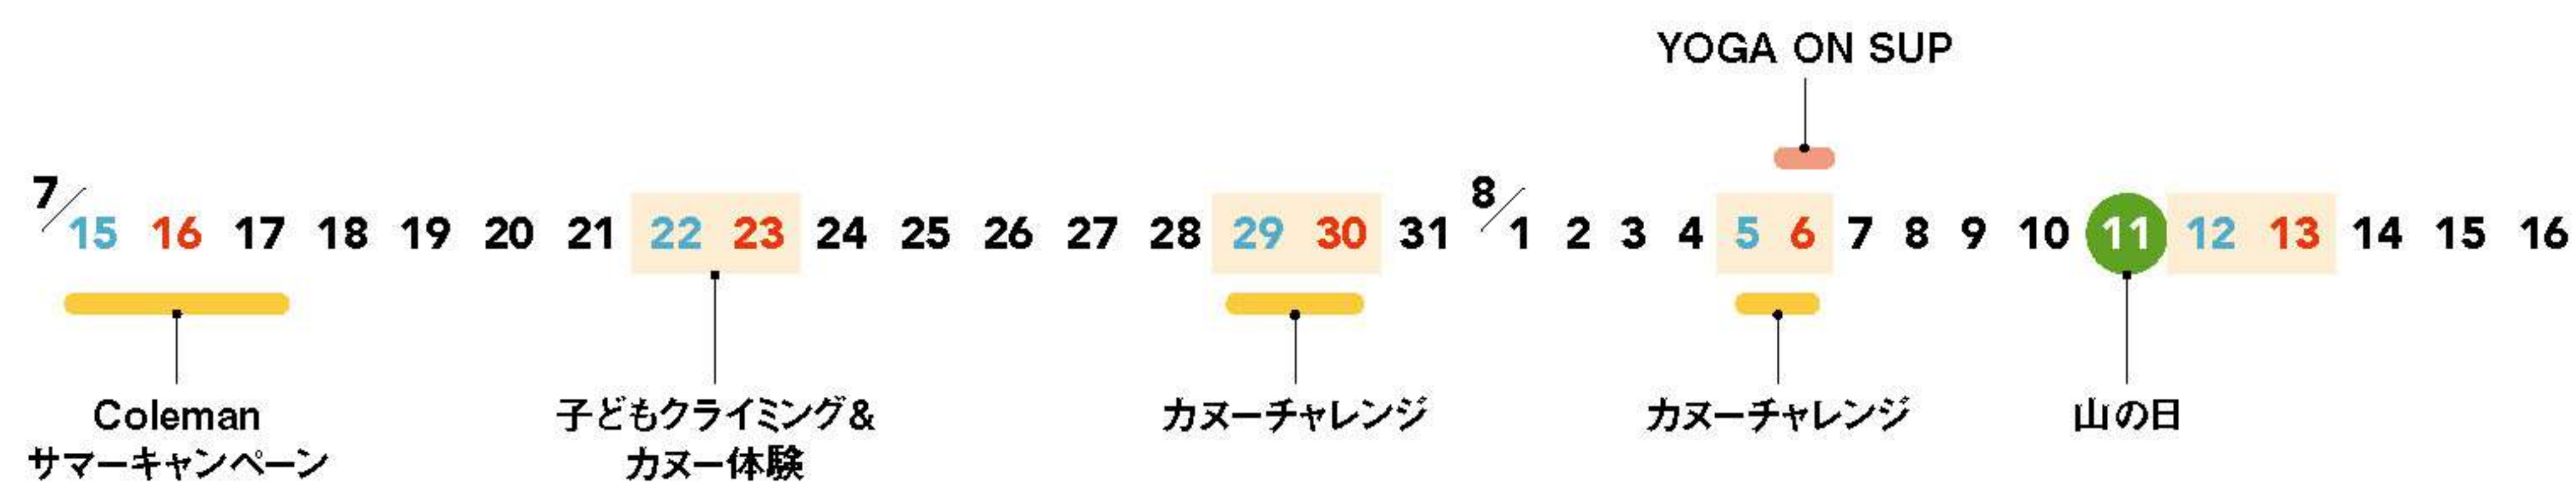 YOGA ON SUP
7/15 16 17 18 19 20 21 22 23 24 25 26 27 28 29 30 31 8/1 2 3 4 5 6 7 8 9 10 11 12 13 14 15 16
Coleman
サマーキャンペーン
子どもクライミング&
カヌー体験
カヌーチャレンジ
カヌーチャレンジ
山の日